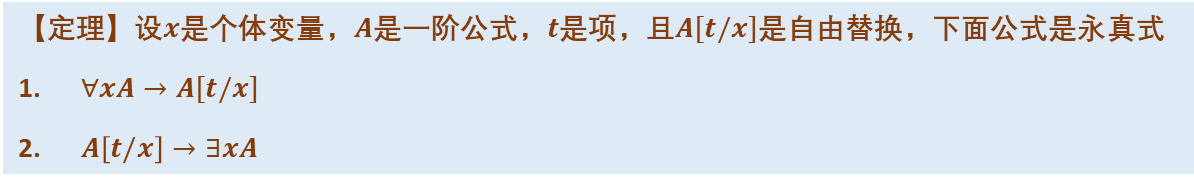 【定理】设x是个体变量，A是一阶公式，t是项，且A[t/x]是自由替换，下面公式是永真式
1. ∀xA → A[t/x]
2. A[t/x] → ∃xA